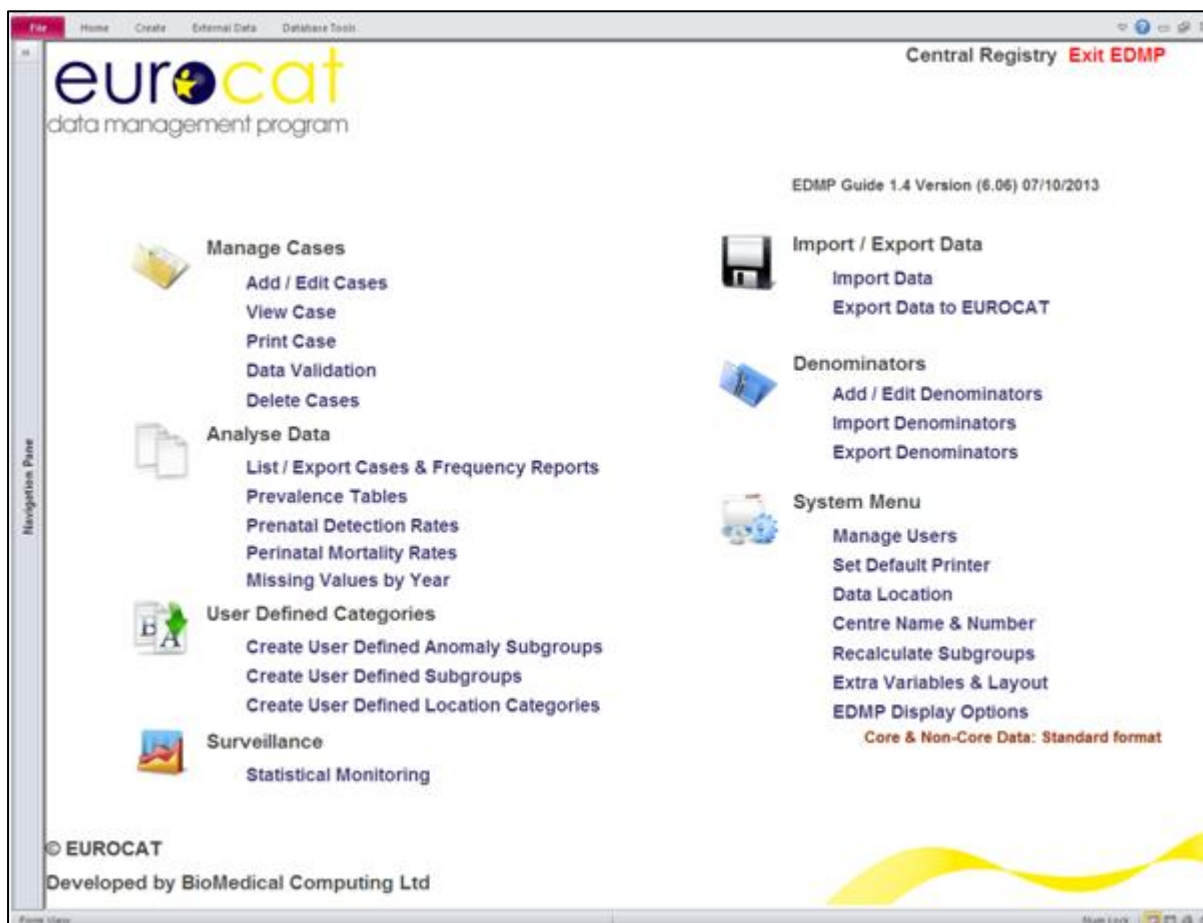 File Home Create External Data Database Tools
Central Registry Exit EDMP
eurocat
data management program
EDMP Guide 1.4 Version (6.06) 07/10/2013
Manage Cases
Add / Edit Cases
View Case
Print Case
Data Validation
Delete Cases
Analyse Data
List / Export Cases & Frequency Reports
Prevalence Tables
Prenatal Detection Rates
Perinatal Mortality Rates
Missing Values by Year
User Defined Categories
Create User Defined Anomaly Subgroups
Create User Defined Subgroups
Create User Defined Location Categories
Surveillance
Statistical Monitoring
Import / Export Data
Import Data
Export Data to EUROCAT
Denominators
Add / Edit Denominators
Import Denominators
Export Denominators
System Menu
Manage Users
Set Default Printer
Data Location
Centre Name & Number
Recalculate Subgroups
Extra Variables & Layout
EDMP Display Options
Core & Non-Core Data: Standard format
Navigation Pane
© EUROCAT
Developed by BioMedical Computing Ltd
Form View
Num Lock